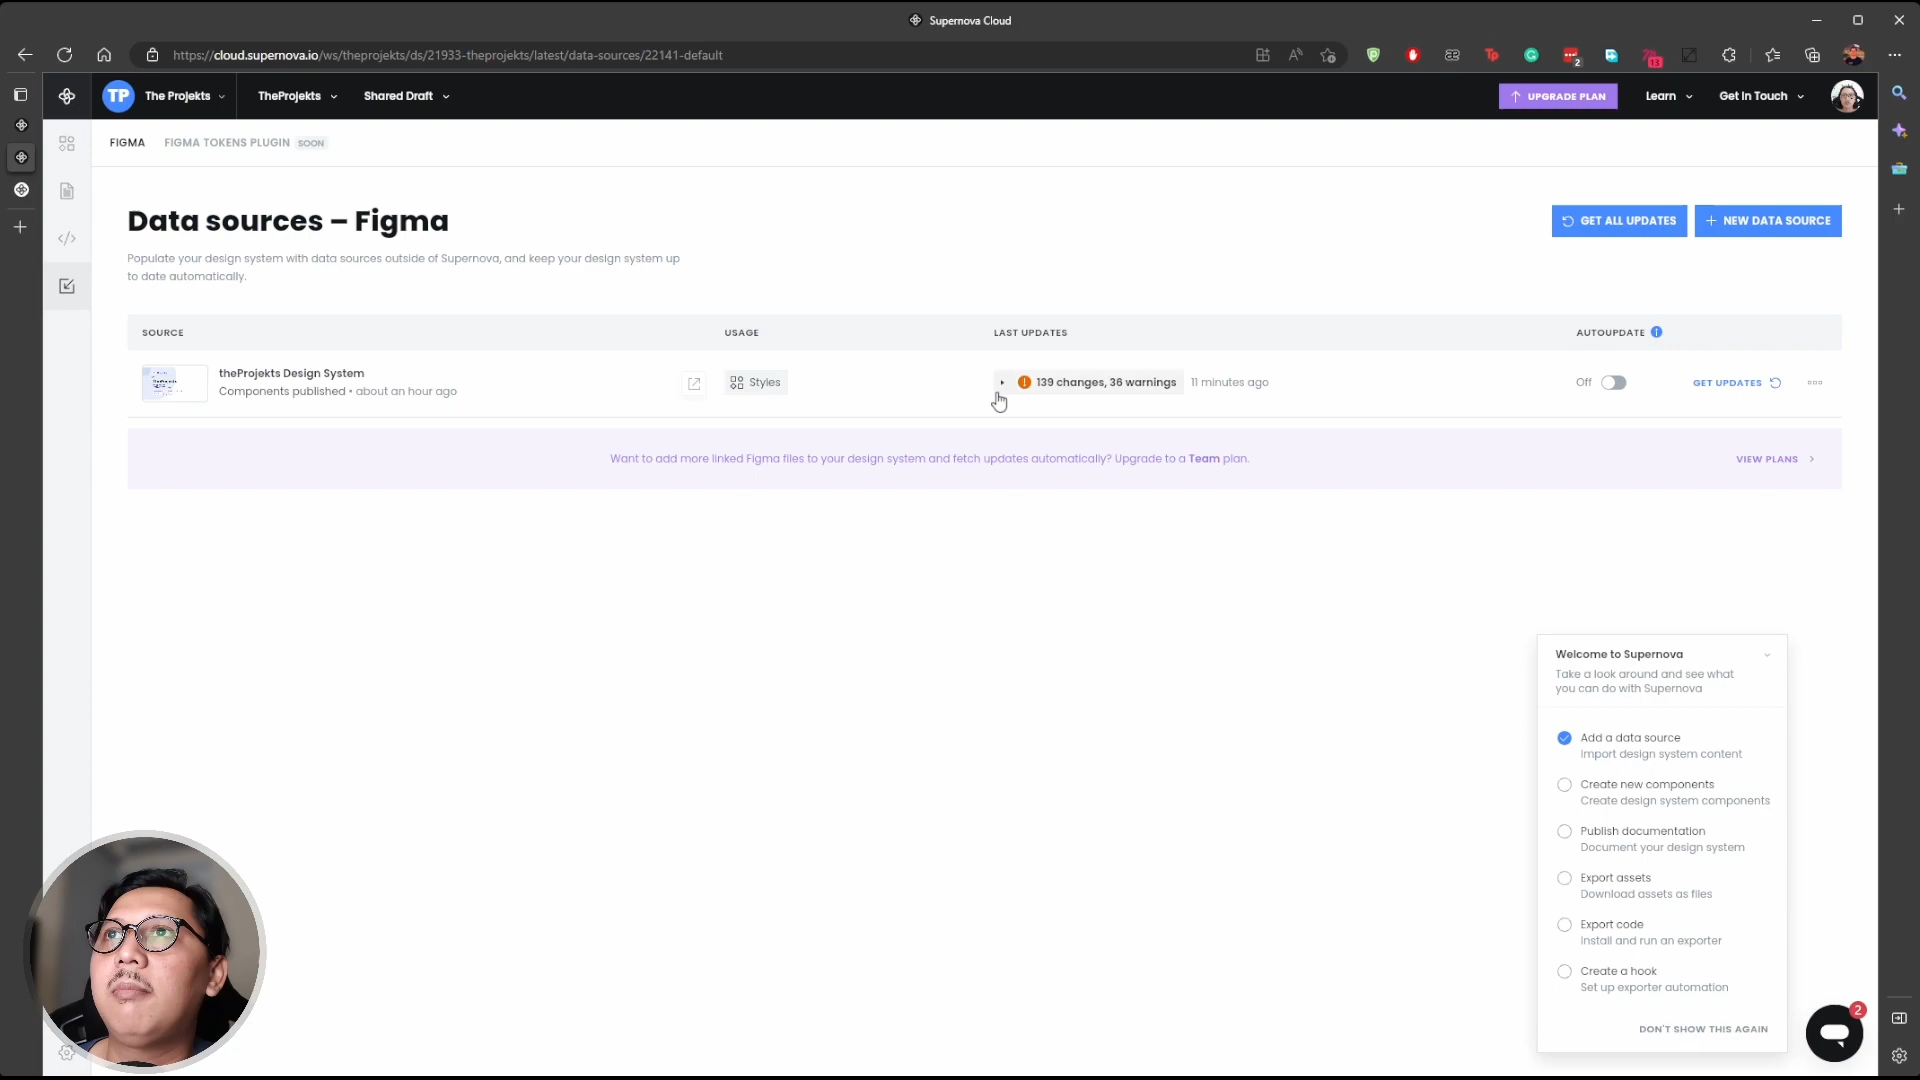 Supernova Cloud
https://cloud.supernova.io/ws/theprojekts/ds/21933-theprojekts/latest/data-sources/22141-default
2
13
TP The Projekts TheProjekts Shared Draft UPGRADE PLAN Learn Get In Touch
FIGMA FIGMA TOKENS PLUGIN SOON
Data sources – Figma
GET ALL UPDATES
NEW DATA SOURCE
Populate your design system with data sources outside of Supernova, and keep your design system up
to date automatically.
SOURCE USAGE LAST UPDATES AUTOUPDATE
theProjekts Design System
Components published • about an hour ago
Styles
139 changes, 36 warnings 11 minutes ago
Off
GET UPDATES
Want to add more linked Figma files to your design system and fetch updates automatically? Upgrade to a Team plan.
VIEW PLANS
Welcome to Supernova
Take a look around and see what
you can do with Supernova
Add a data source
Import design system content
Create new components
Create design system components
Publish documentation
Document your design system
Export assets
Download assets as files
Export code
Install and run an exporter
Create a hook
Set up exporter automation
DON'T SHOW THIS AGAIN
2